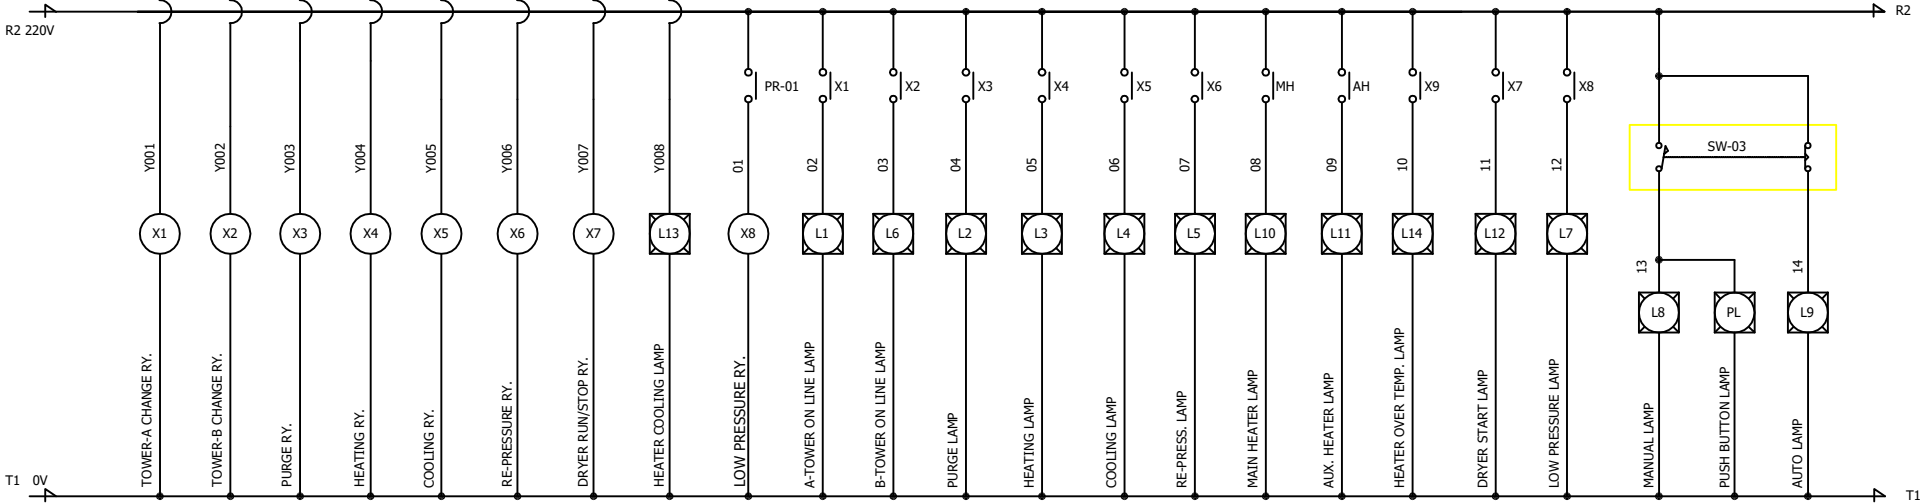 R2
R2 220V
PR-01
X1
X2
X3
X4
X5
X6
MH
AH
X9
X7
X8
SW-03
Y001
Y002
Y003
Y004
Y005
Y006
Y007
Y008
01
02
03
04
05
06
07
08
09
10
11
12
X1
X2
X3
X4
X5
X6
X7
L13
X8
L1
L6
L2
L3
L4
L5
L10
L11
L14
L12
L7
13
14
L8
PL
L9
TOWER-A CHANGE RY.
TOWER-B CHANGE RY.
PURGE RY.
HEATING RY.
COOLING RY.
RE-PRESSURE RY.
DRYER RUN/STOP RY.
HEATER COOLING LAMP
LOW PRESSURE RY.
A-TOWER ON LINE LAMP
B-TOWER ON LINE LAMP
PURGE LAMP
HEATING LAMP
COOLING LAMP
RE-PRESS. LAMP
MAIN HEATER LAMP
AUX. HEATER LAMP
HEATER OVER TEMP. LAMP
DRYER START LAMP
LOW PRESSURE LAMP
MANUAL LAMP
PUSH BUTTON LAMP
AUTO LAMP
T1 0V
T1